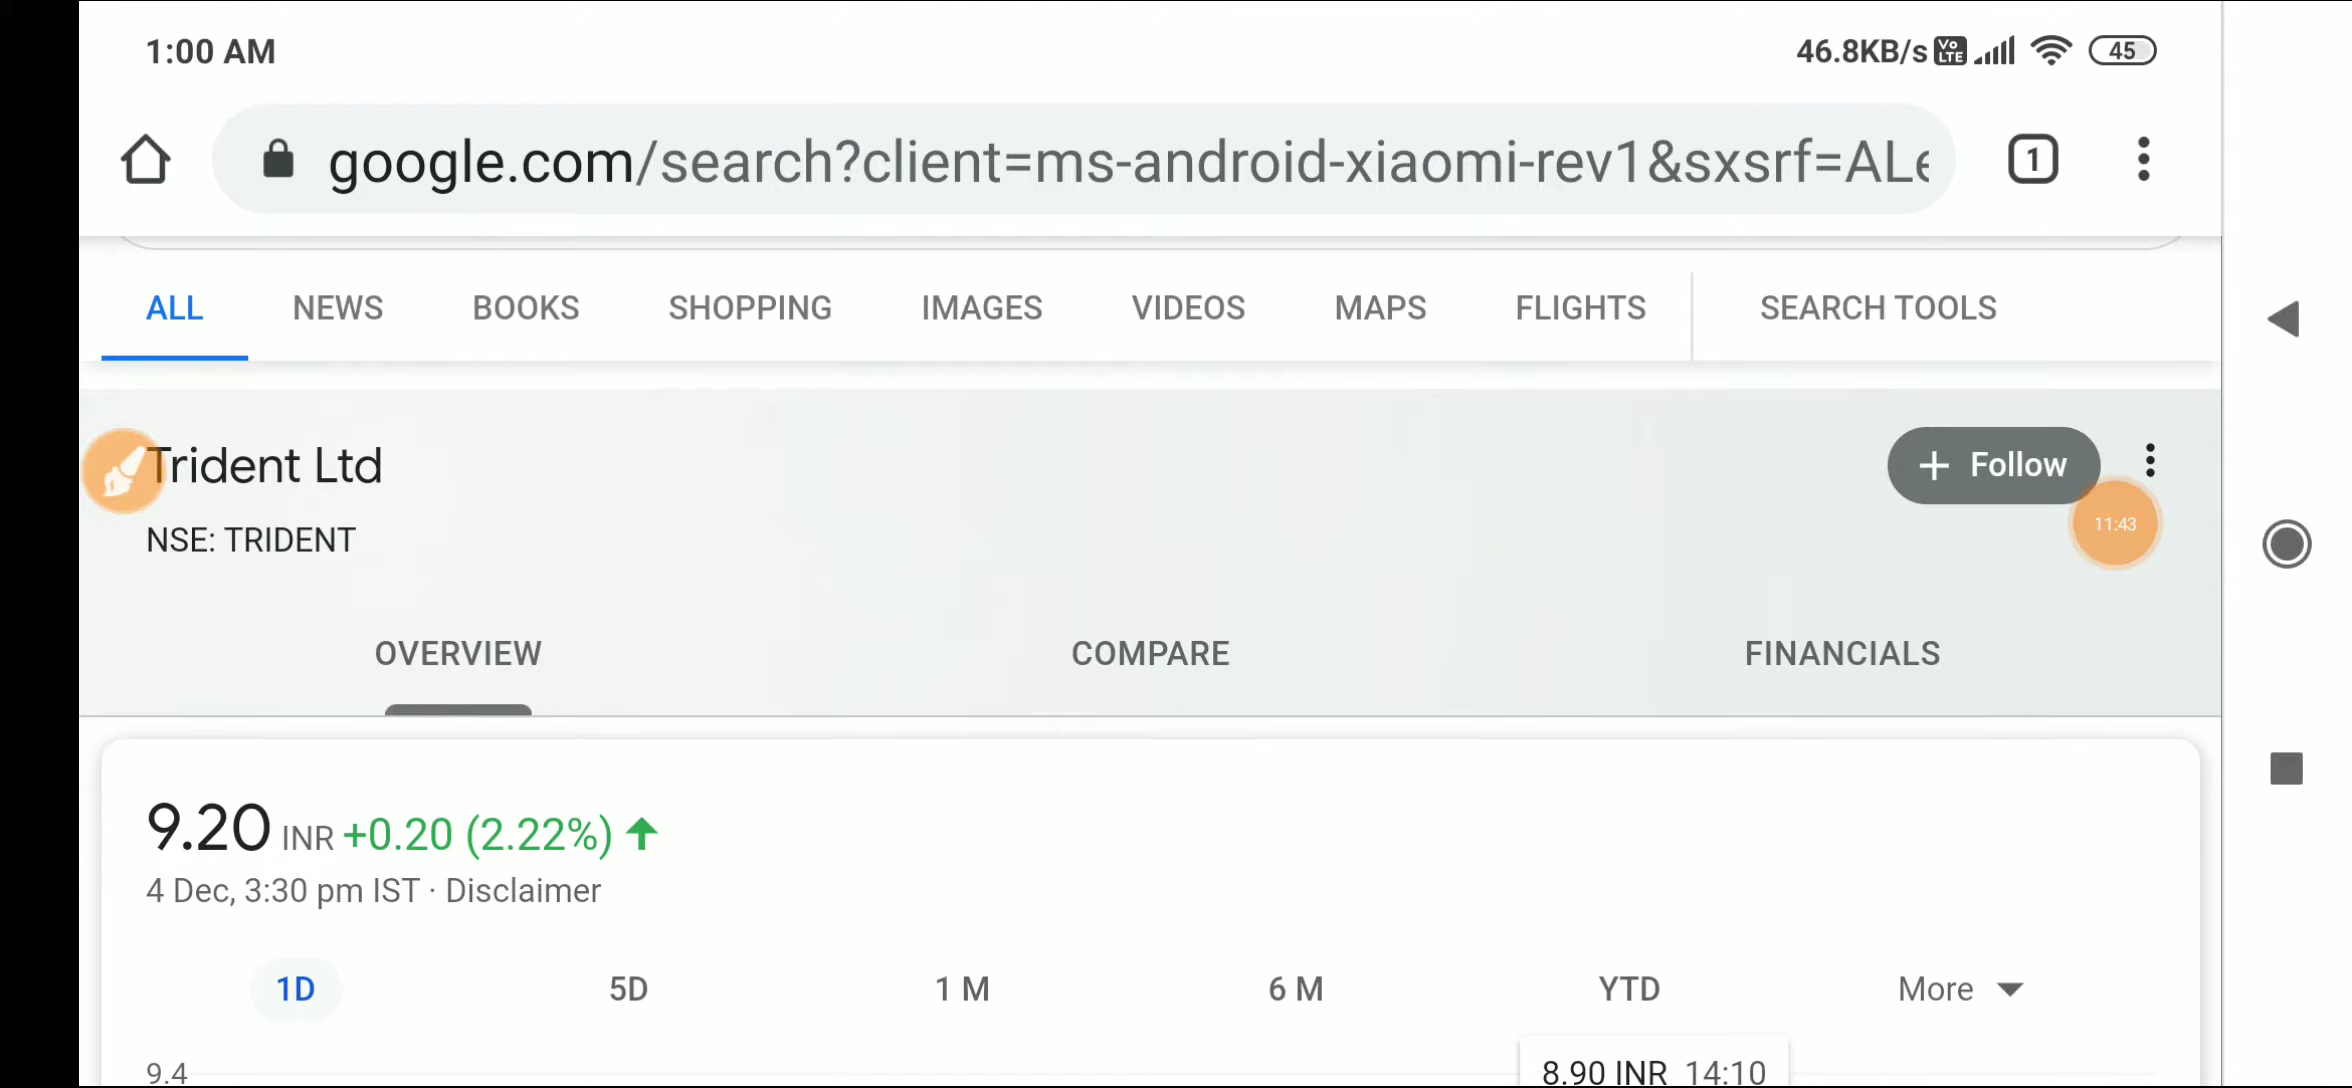 1:00 AM
46.8KB/s Vo LTE 45
google.com/search?client=ms-android-xiaomi-rev1&sxsrf=ALe
1
ALL NEWS BOOKS SHOPPING IMAGES VIDEOS MAPS FLIGHTS SEARCH TOOLS
Trident Ltd
+ Follow
11:43
NSE: TRIDENT
OVERVIEW COMPARE FINANCIALS
9.20 INR +0.20 (2.22%)
4 Dec, 3:30 pm IST · Disclaimer
1D 5D 1 M 6 M YTD More
9.4
8.90 INR 14:10